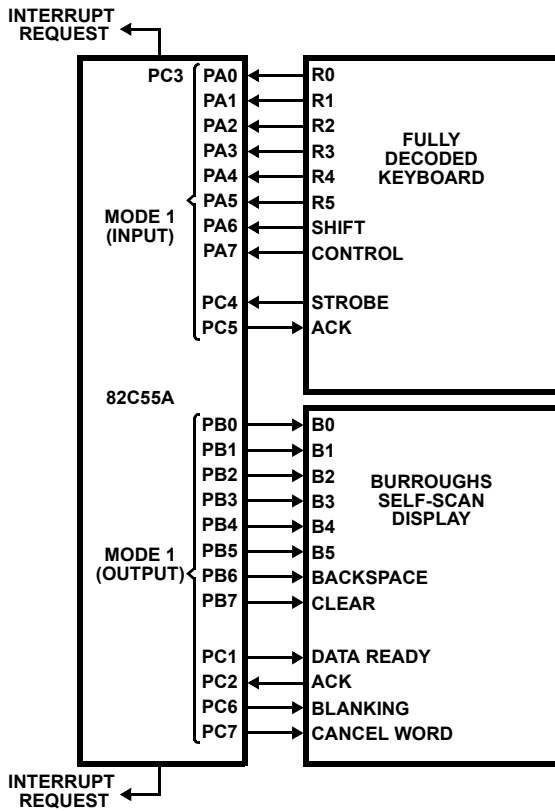 INTERRUPT
REQUEST
PC3 PA0 R0
PA1 R1
PA2 R2
PA3 R3
PA4 R4
PA5 R5
PA6 SHIFT
PA7 CONTROL
FULLY
DECODED
KEYBOARD
MODE 1
(INPUT)
PC4 STROBE
PC5 ACK
82C55A
PB0 B0
PB1 B1
PB2 B2
PB3 B3
PB4 B4
PB5 B5
PB6 BACKSPACE
PB7 CLEAR
BURROUGHS
SELF-SCAN
DISPLAY
MODE 1
(OUTPUT)
PC1 DATA READY
PC2 ACK
PC6 BLANKING
PC7 CANCEL WORD
INTERRUPT
REQUEST